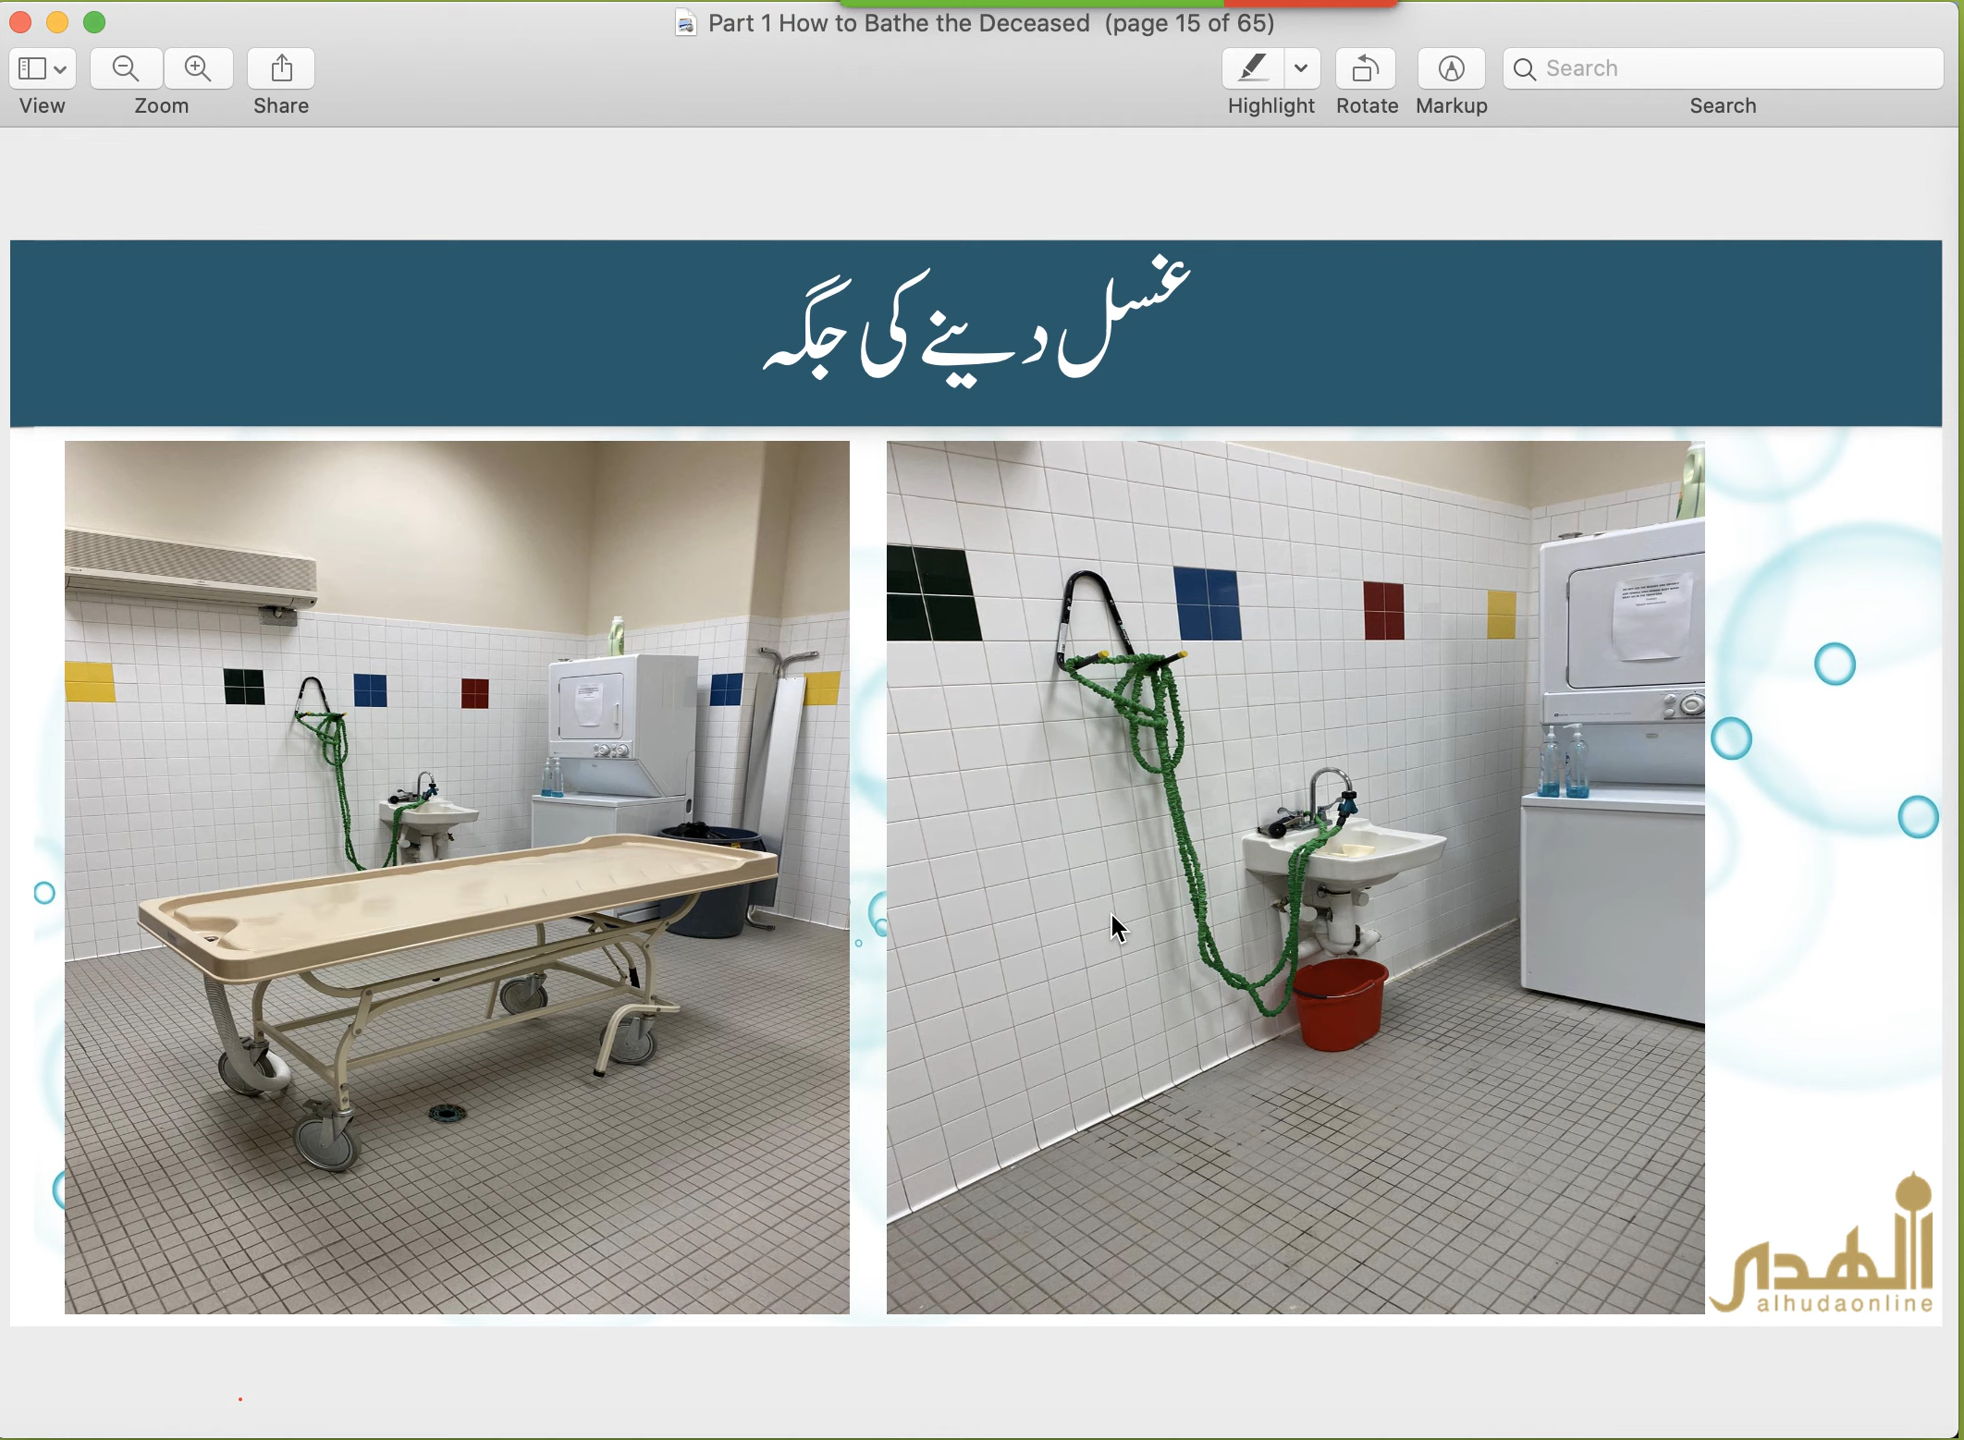 Part 1 How to Bathe the Deceased (page 15 of 65)
View
Zoom
Share
Highlight
Rotate
Markup
Search
Search
غسل دینے کی جگہ
الهدى
alhudaonline